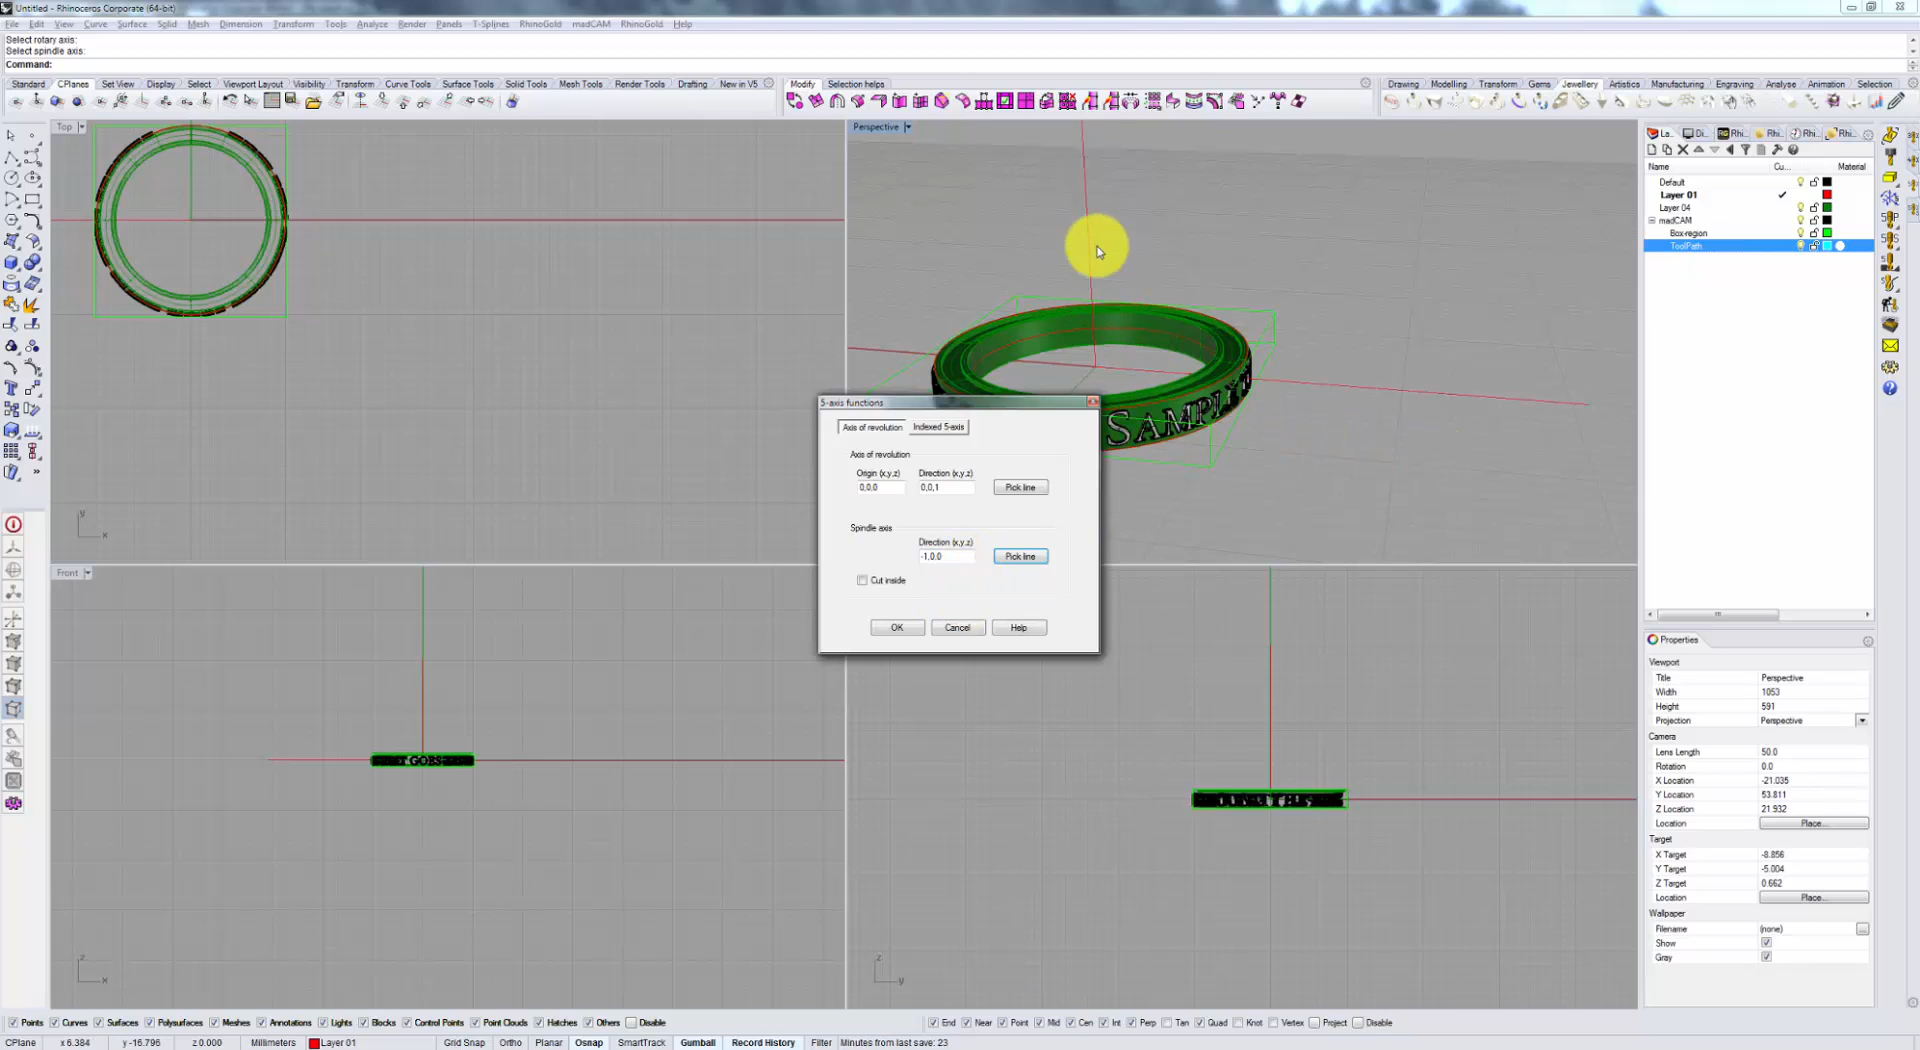 Untitled - Rhinoceros Corporate (64-bit)
File Edit View Curve Surface Solid Mesh Dimension Transform Tools Analyze Render Panels T-Splines RhinoGold madCAM RhinoGold Help
Select rotary axis:
Select spindle axis:
Command:
Standard CPlanes Set View Display Select Viewport Layout Visibility Transform Curve Tools Surface Tools Solid Tools Mesh Tools Render Tools Drafting New in V5
Modify Selection helps
Drawing Modelling Transform Gems Jewellery Artistics Manufacturing Engraving Analyse Animation Selection
Top
Perspective
La... Di... Rhi... Rhi... Rhi... Rhi...
Name Cu... Material
Default
Layer 01
Layer 04
madCAM
Box-region
ToolPath
5-axis functions
Axis of revolution Indexed 5-axis
Axis of revolution
Origin (x,y,z) Direction (x,y,z)
0,0,0 0,0,1 Pick line
Spindle axis
Direction (x,y,z)
-1,0,0 Pick line
Cut inside
OK Cancel Help
SAMPL
y
x
Front
GOBS
z
x
z
y
Properties
Viewport
Title Perspective
Width 1053
Height 591
Projection Perspective
Camera
Lens Length 50.0
Rotation 0.0
X Location -21.035
Y Location 53.811
Z Location 21.932
Location Place...
Target
X Target -8.856
Y Target -5.004
Z Target 0.662
Location Place...
Wallpaper
Filename (none) ...
Show
Gray
Points Curves Surfaces Polysurfaces Meshes Annotations Lights Blocks Control Points Point Clouds Hatches Others Disable
End Near Point Mid Cen Int Perp Tan Quad Knot Vertex Project Disable
CPlane x 6.384 y -16.796 z 0.000 Millimeters Layer 01 Grid Snap Ortho Planar Osnap SmartTrack Gumball Record History Filter Minutes from last save: 23